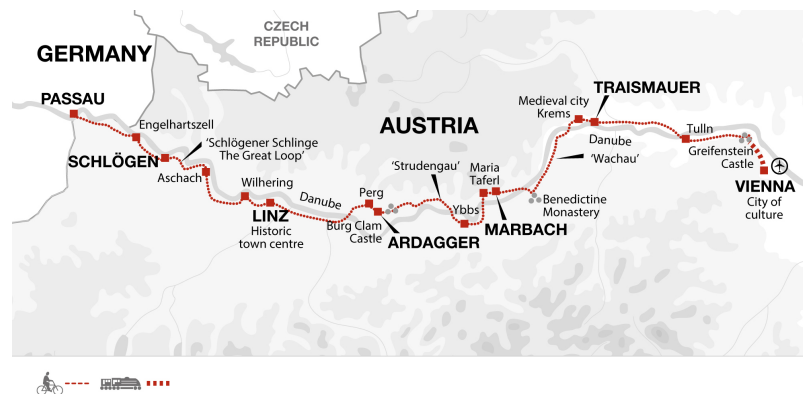 CZECH
REPUBLIC
GERMANY
PASSAU
Engelhartszell
SCHLÖGEN
'Schlögener Schlinge
The Great Loop'
Aschach
Wilhering
LINZ
Historic
town centre
Danube
Perg
Burg Clam
Castle
ARDAGGER
AUSTRIA
'Strudengau'
Ybbs
Maria
Taferl
MARBACH
Benedictine
Monastery
'Wachau'
Medieval city
Krems
TRAISMAUER
Danube
Tulln
Greifenstein
Castle
VIENNA
City of
culture